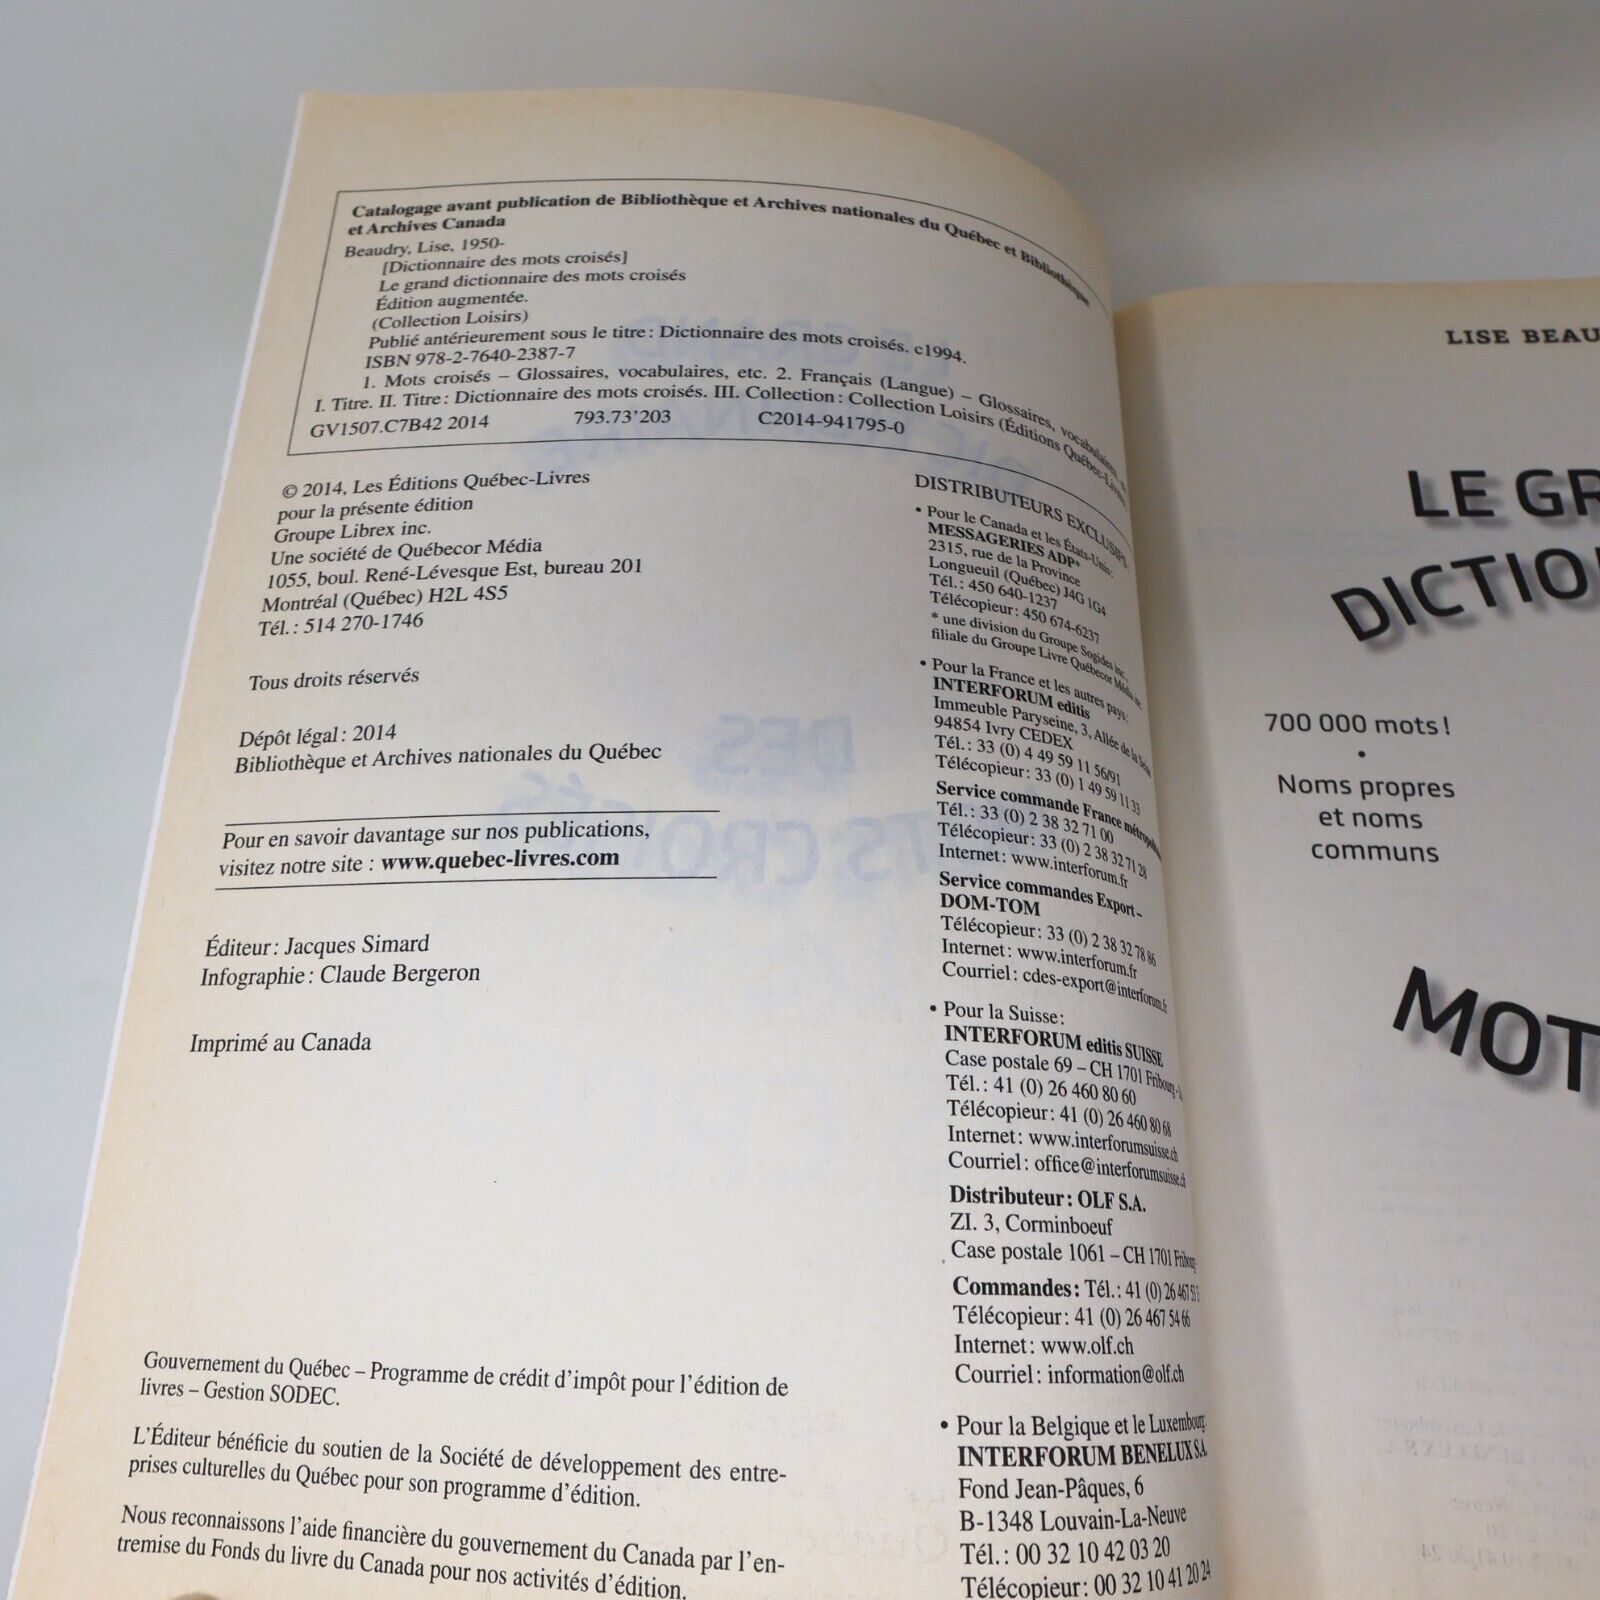 Catalogage avant publication de Bibliothèque et Archives nationales du Québec et Bibliothèque
et Archives Canada
Beaudry, Lise, 1950-
[Dictionnaire des mots croisés]
Le grand dictionnaire des mots croisés
Édition augmentée.
(Collection Loisirs)
Publié antérieurement sous le titre : Dictionnaire des mots croisés. c1994.
ISBN 978-2-7640-2387-7
1. Mots croisés – Glossaires, vocabulaires, etc. 2. Français (Langue) – Glossaires, vocabulaires,
I. Titre. II. Titre : Dictionnaire des mots croisés. III. Collection : Collection Loisirs (Éditions Québec-Livres)
GV1507.C7B42 2014 793.73'203 C2014-941795-0
© 2014, Les Éditions Québec-Livres
pour la présente édition
Groupe Librex inc.
Une société de Québecor Média
1055, boul. René-Lévesque Est, bureau 201
Montréal (Québec) H2L 4S5
Tél. : 514 270-1746
Tous droits réservés
Dépôt légal : 2014
Bibliothèque et Archives nationales du Québec
Pour en savoir davantage sur nos publications,
visitez notre site : www.quebec-livres.com
Éditeur : Jacques Simard
Infographie : Claude Bergeron
Imprimé au Canada
Gouvernement du Québec – Programme de crédit d'impôt pour l'édition de
livres – Gestion SODEC.
L'Éditeur bénéficie du soutien de la Société de développement des entre-
prises culturelles du Québec pour son programme d'édition.
Nous reconnaissons l'aide financière du gouvernement du Canada par l'en-
tremise du Fonds du livre du Canada pour nos activités d'édition.
DISTRIBUTEURS EXCLUSIFS:
• Pour le Canada et les États-Unis:
MESSAGERIES ADP*
2315, rue de la Province
Longueuil (Québec) J4G 1G4
Tél. : 450 640-1237
Télécopieur : 450 674-6237
* une division du Groupe Sogides inc.,
filiale du Groupe Livre Québecor Média inc.
• Pour la France et les autres pays:
INTERFORUM editis
Immeuble Paryseine, 3, Allée de la Seine
94854 Ivry CEDEX
Tél. : 33 (0) 4 49 59 11 56/91
Télécopieur : 33 (0) 1 49 59 11 33
Service commande France métropolitaine
Tél. : 33 (0) 2 38 32 71 00
Télécopieur : 33 (0) 2 38 32 71 28
Internet : www.interforum.fr
Service commandes Export –
DOM-TOM
Télécopieur : 33 (0) 2 38 32 78 86
Internet : www.interforum.fr
Courriel : cdes-export@interforum.fr
• Pour la Suisse :
INTERFORUM editis SUISSE
Case postale 69 – CH 1701 Fribourg
Tél. : 41 (0) 26 460 80 60
Télécopieur : 41 (0) 26 460 80 68
Internet : www.interforumsuisse.ch
Courriel : office@interforumsuisse.ch
Distributeur : OLF S.A.
ZI. 3, Corminboeuf
Case postale 1061 – CH 1701 Fribourg
Commandes : Tél. : 41 (0) 26 467
Télécopieur : 41 (0) 26 467 54 66
Internet : www.olf.ch
Courriel : information@olf.ch
• Pour la Belgique et le Luxembourg:
INTERFORUM BENELUX S.A.
Fond Jean-Pâques, 6
B-1348 Louvain-La-Neuve
Tél. : 00 32 10 42 03 20
Télécopieur : 00 32 10 41 20 24
LISE BEAU
LE GR
DICTIO
700 000 mots !
•
Noms propres
et noms
communs
MOT